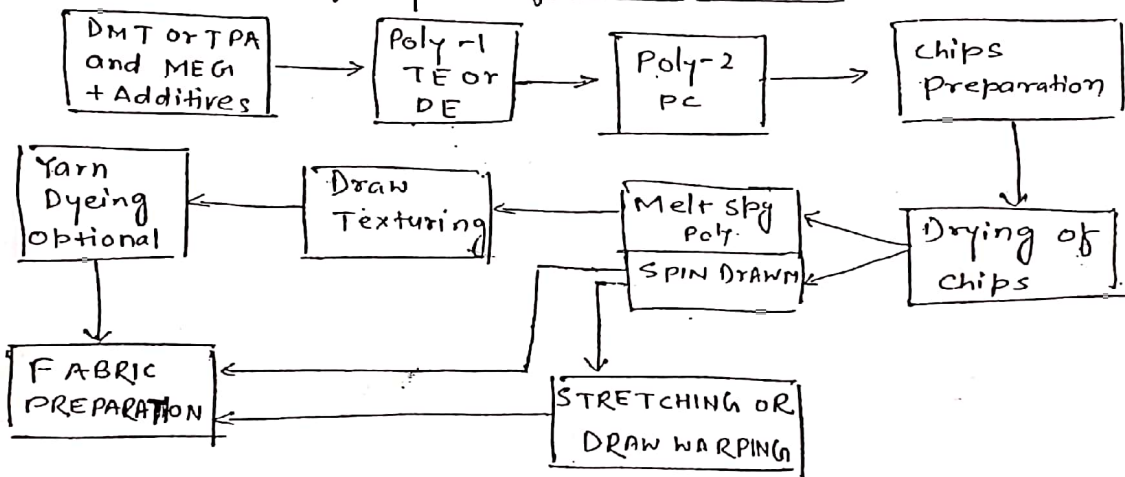 DMT or TPA
and MEG
+ Additives
Poly-1
TE or
DE
Poly-2
PC
Chips
Preparation
Yarn
Dyeing
Optional
Draw
Texturing
Melt Spg
Poly.
SPIN DRAWN
Drying of
Chips
FABRIC
PREPARATION
STRETCHING OR
DRAW WARPING